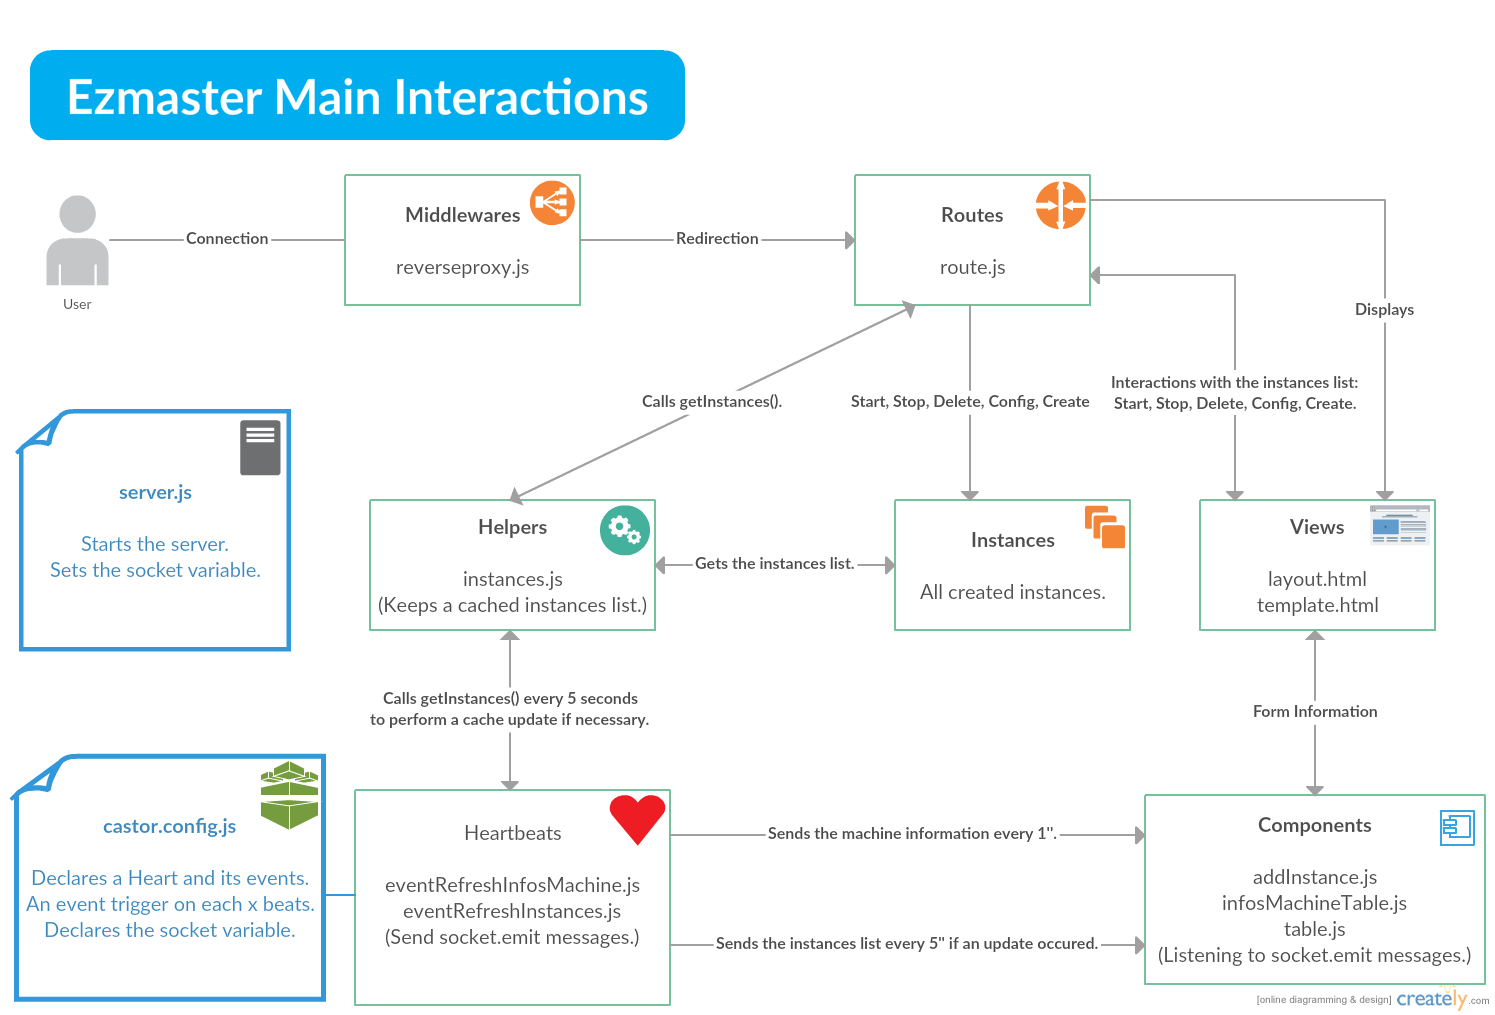 Ezmaster Main Interactions
User
Connection
Middlewares
reverseproxy.js
Redirection
Routes
route.js
Displays
Interactions with the instances list:
Start, Stop, Delete, Config, Create.
Calls getInstances().
Start, Stop, Delete, Config, Create
server.js
Starts the server.
Sets the socket variable.
Helpers
instances.js
(Keeps a cached instances list.)
Gets the instances list.
Instances
All created instances.
Views
layout.html
template.html
Calls getInstances() every 5 seconds
to perform a cache update if necessary.
Form Information
castor.config.js
Declares a Heart and its events.
An event trigger on each x beats.
Declares the socket variable.
Heartbeats
eventRefreshInfosMachine.js
eventRefreshInstances.js
(Send socket.emit messages.)
Sends the machine information every 1''.
Sends the instances list every 5'' if an update occured.
Components
addInstance.js
infosMachineTable.js
table.js
(Listening to socket.emit messages.)
[online diagramming & design] creately.com